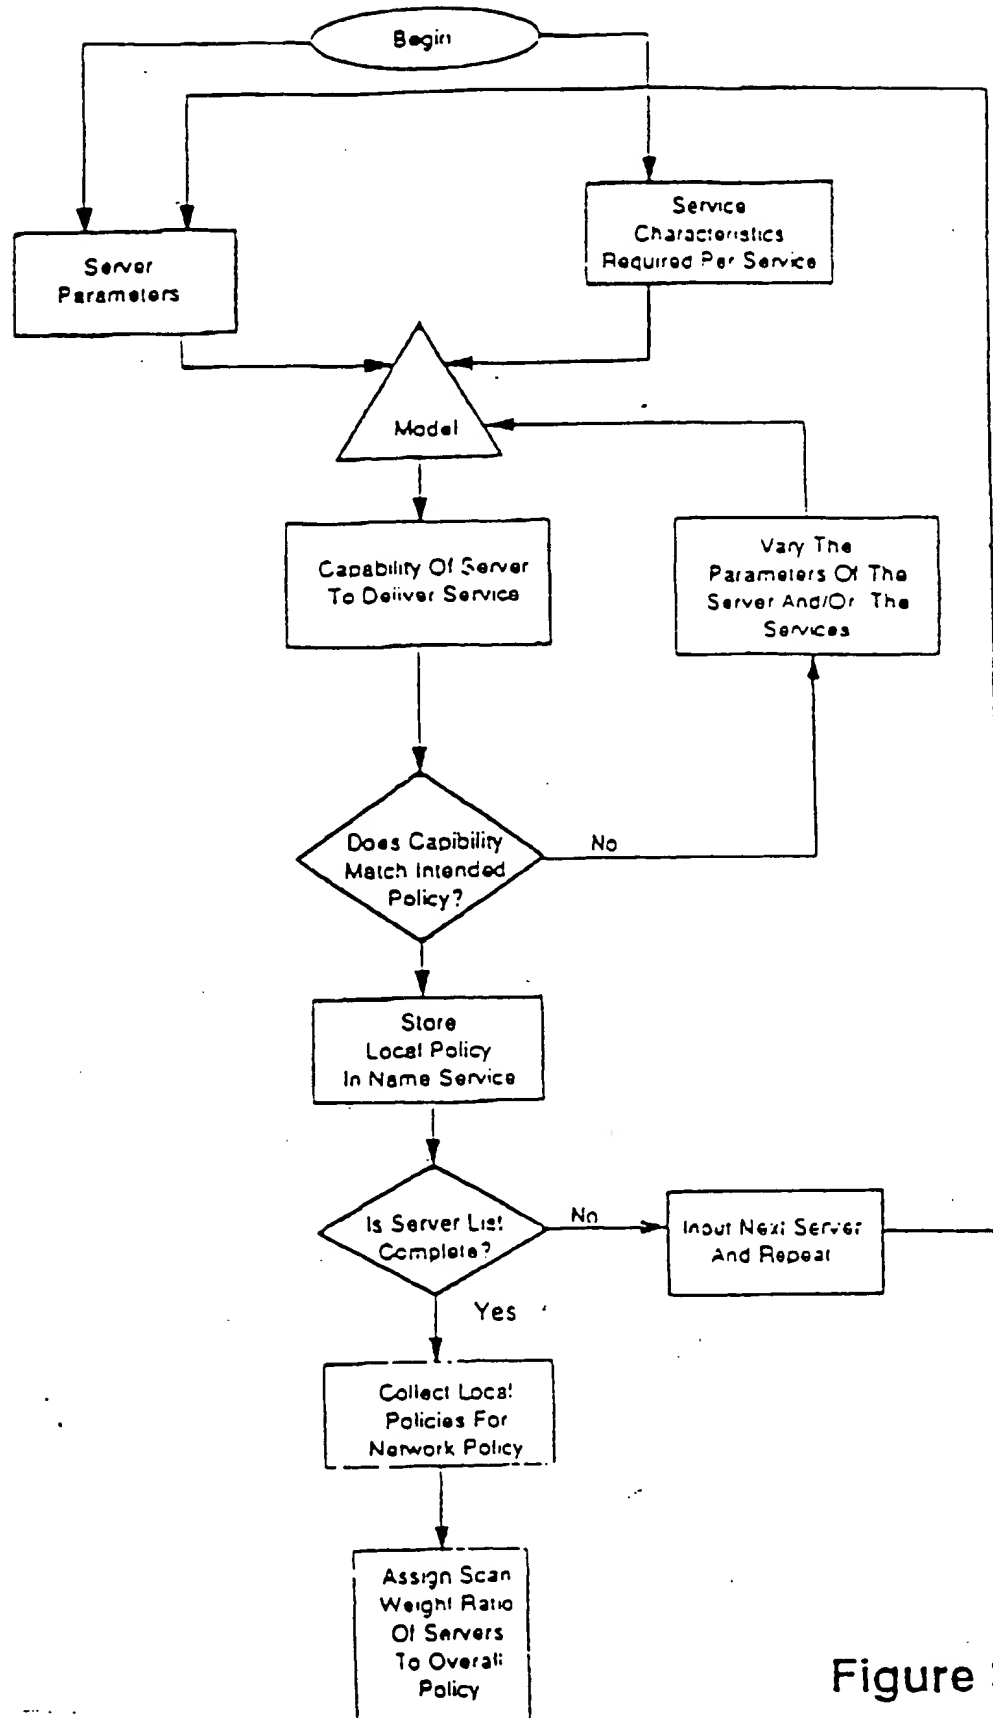 Begin
Service
Characteristics
Required Per Service
Server
Parameters
Model
Capability Of Server
To Deliver Service
Vary The
Parameters Of The
Server And/Or The
Services
Does Capibility
Match Intended
Policy?
No
Store
Local Policy
In Name Service
Is Server List
Complete?
No
Input Next Server
And Repeat
Yes
Collect Local
Policies For
Network Policy
Assign Scan
Weight Ratio
Of Servers
To Overall
Policy
Figure